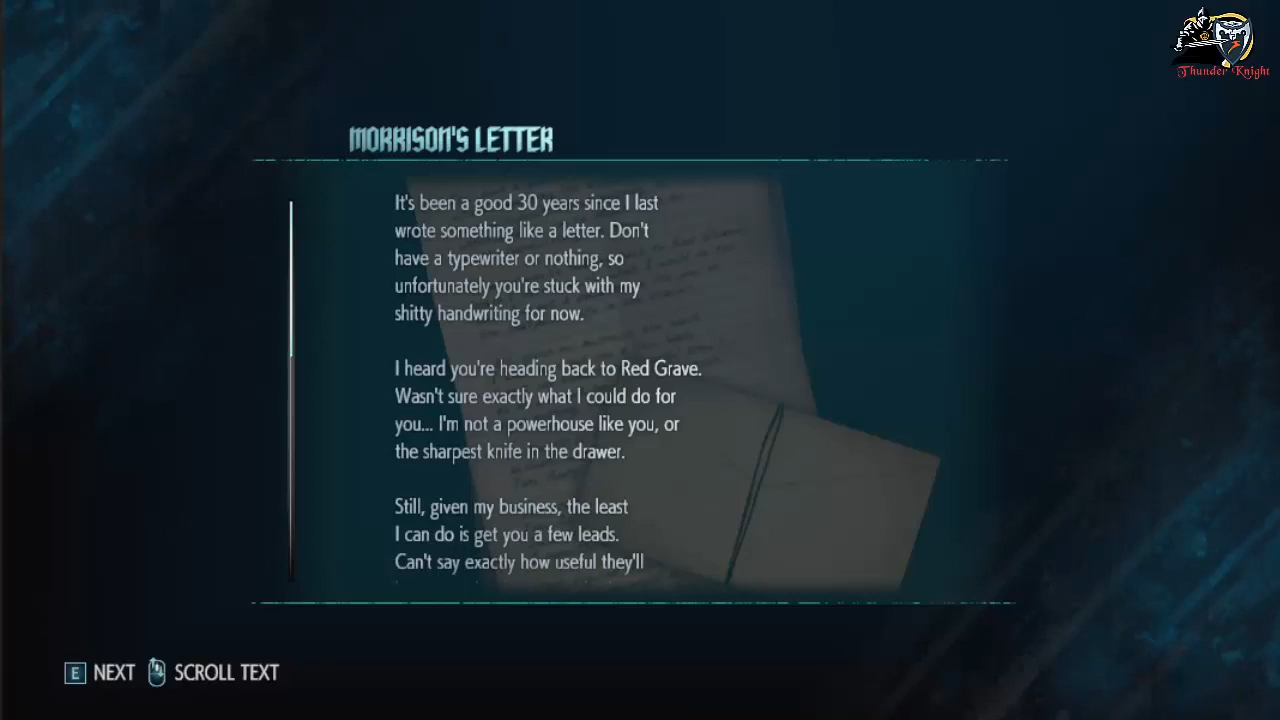 Thunder Knight
MORRISON'S LETTER
It's been a good 30 years since I last
wrote something like a letter. Don't
have a typewriter or nothing, so
unfortunately you're stuck with my
shitty handwriting for now.
I heard you're heading back to Red Grave.
Wasn't sure exactly what I could do for
you... I'm not a powerhouse like you, or
the sharpest knife in the drawer.
Still, given my business, the least
I can do is get you a few leads.
Can't say exactly how useful they'll
E NEXT SCROLL TEXT